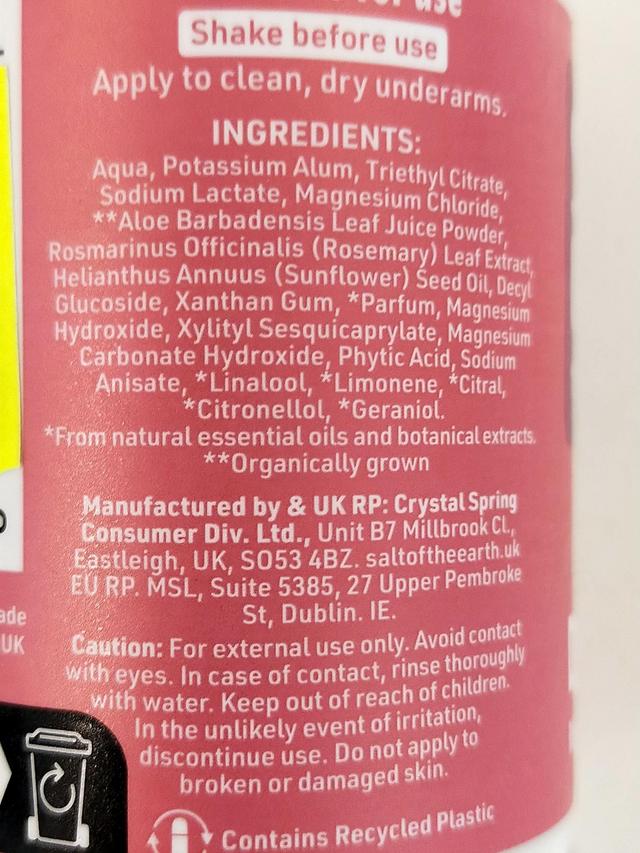 for use
Shake before use
Apply to clean, dry underarms.
INGREDIENTS:
Aqua, Potassium Alum, Triethyl Citrate,
Sodium Lactate, Magnesium Chloride,
**Aloe Barbadensis Leaf Juice Powder,
Rosmarinus Officinalis (Rosemary) Leaf Extract,
Helianthus Annuus (Sunflower) Seed Oil, Decyl
Glucoside, Xanthan Gum, *Parfum, Magnesium
Hydroxide, Xylityl Sesquicaprylate, Magnesium
Carbonate Hydroxide, Phytic Acid, Sodium
Anisate, *Linalool, *Limonene, *Citral,
*Citronellol, *Geraniol.
*From natural essential oils and botanical extracts.
**Organically grown
Manufactured by & UK RP: Crystal Spring
Consumer Div. Ltd., Unit B7 Millbrook Cl.,
Eastleigh, UK, SO53 4BZ. saltoftheearth.uk
EU RP. MSL, Suite 5385, 27 Upper Pembroke
St, Dublin. IE.
ade
UK
Caution: For external use only. Avoid contact
with eyes. In case of contact, rinse thoroughly
with water. Keep out of reach of children.
In the unlikely event of irritation,
discontinue use. Do not apply to
broken or damaged skin.
Contains Recycled Plastic